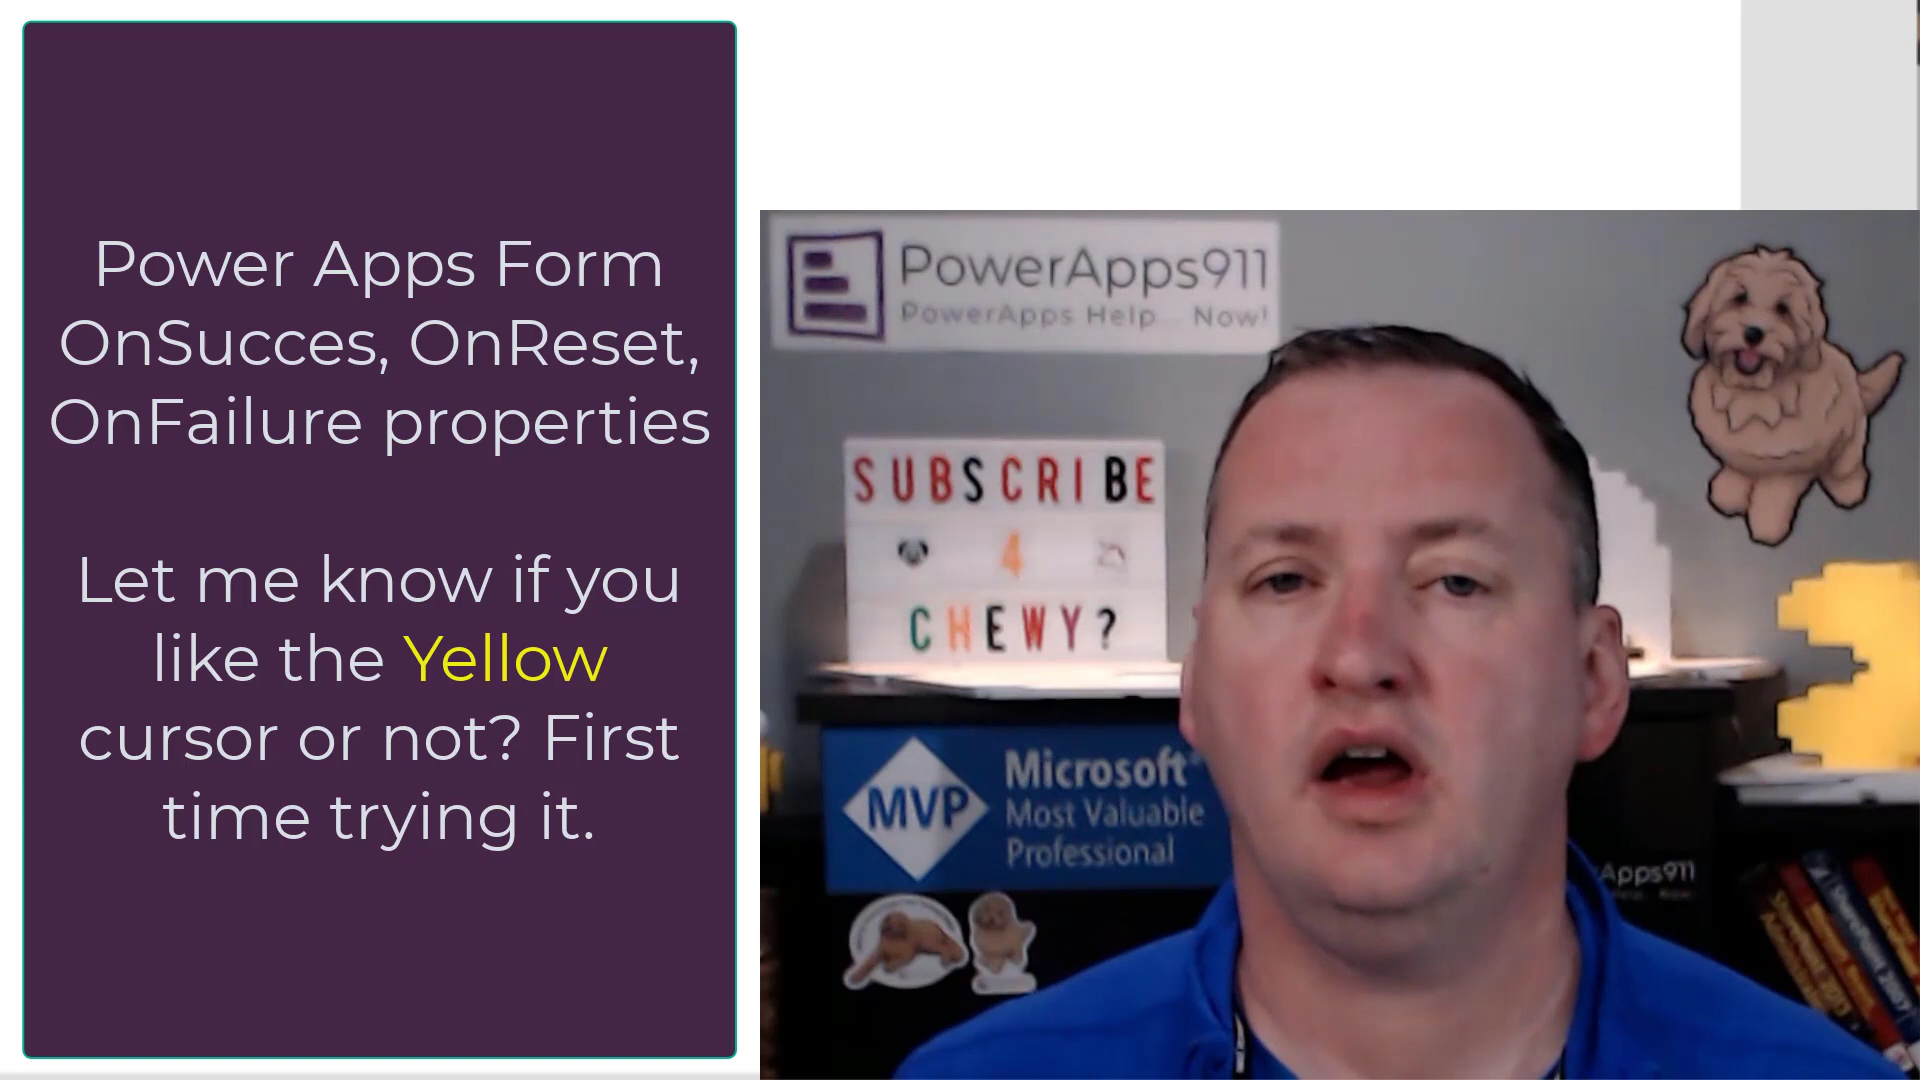 Power Apps Form
OnSucces, OnReset,
OnFailure properties
Let me know if you
like the Yellow
cursor or not? First
time trying it.
PowerApps911
PowerApps Help... Now!
SUBSCRIBE
4
CHEWY?
MVP
Microsoft
Most Valuable
Professional
Apps911